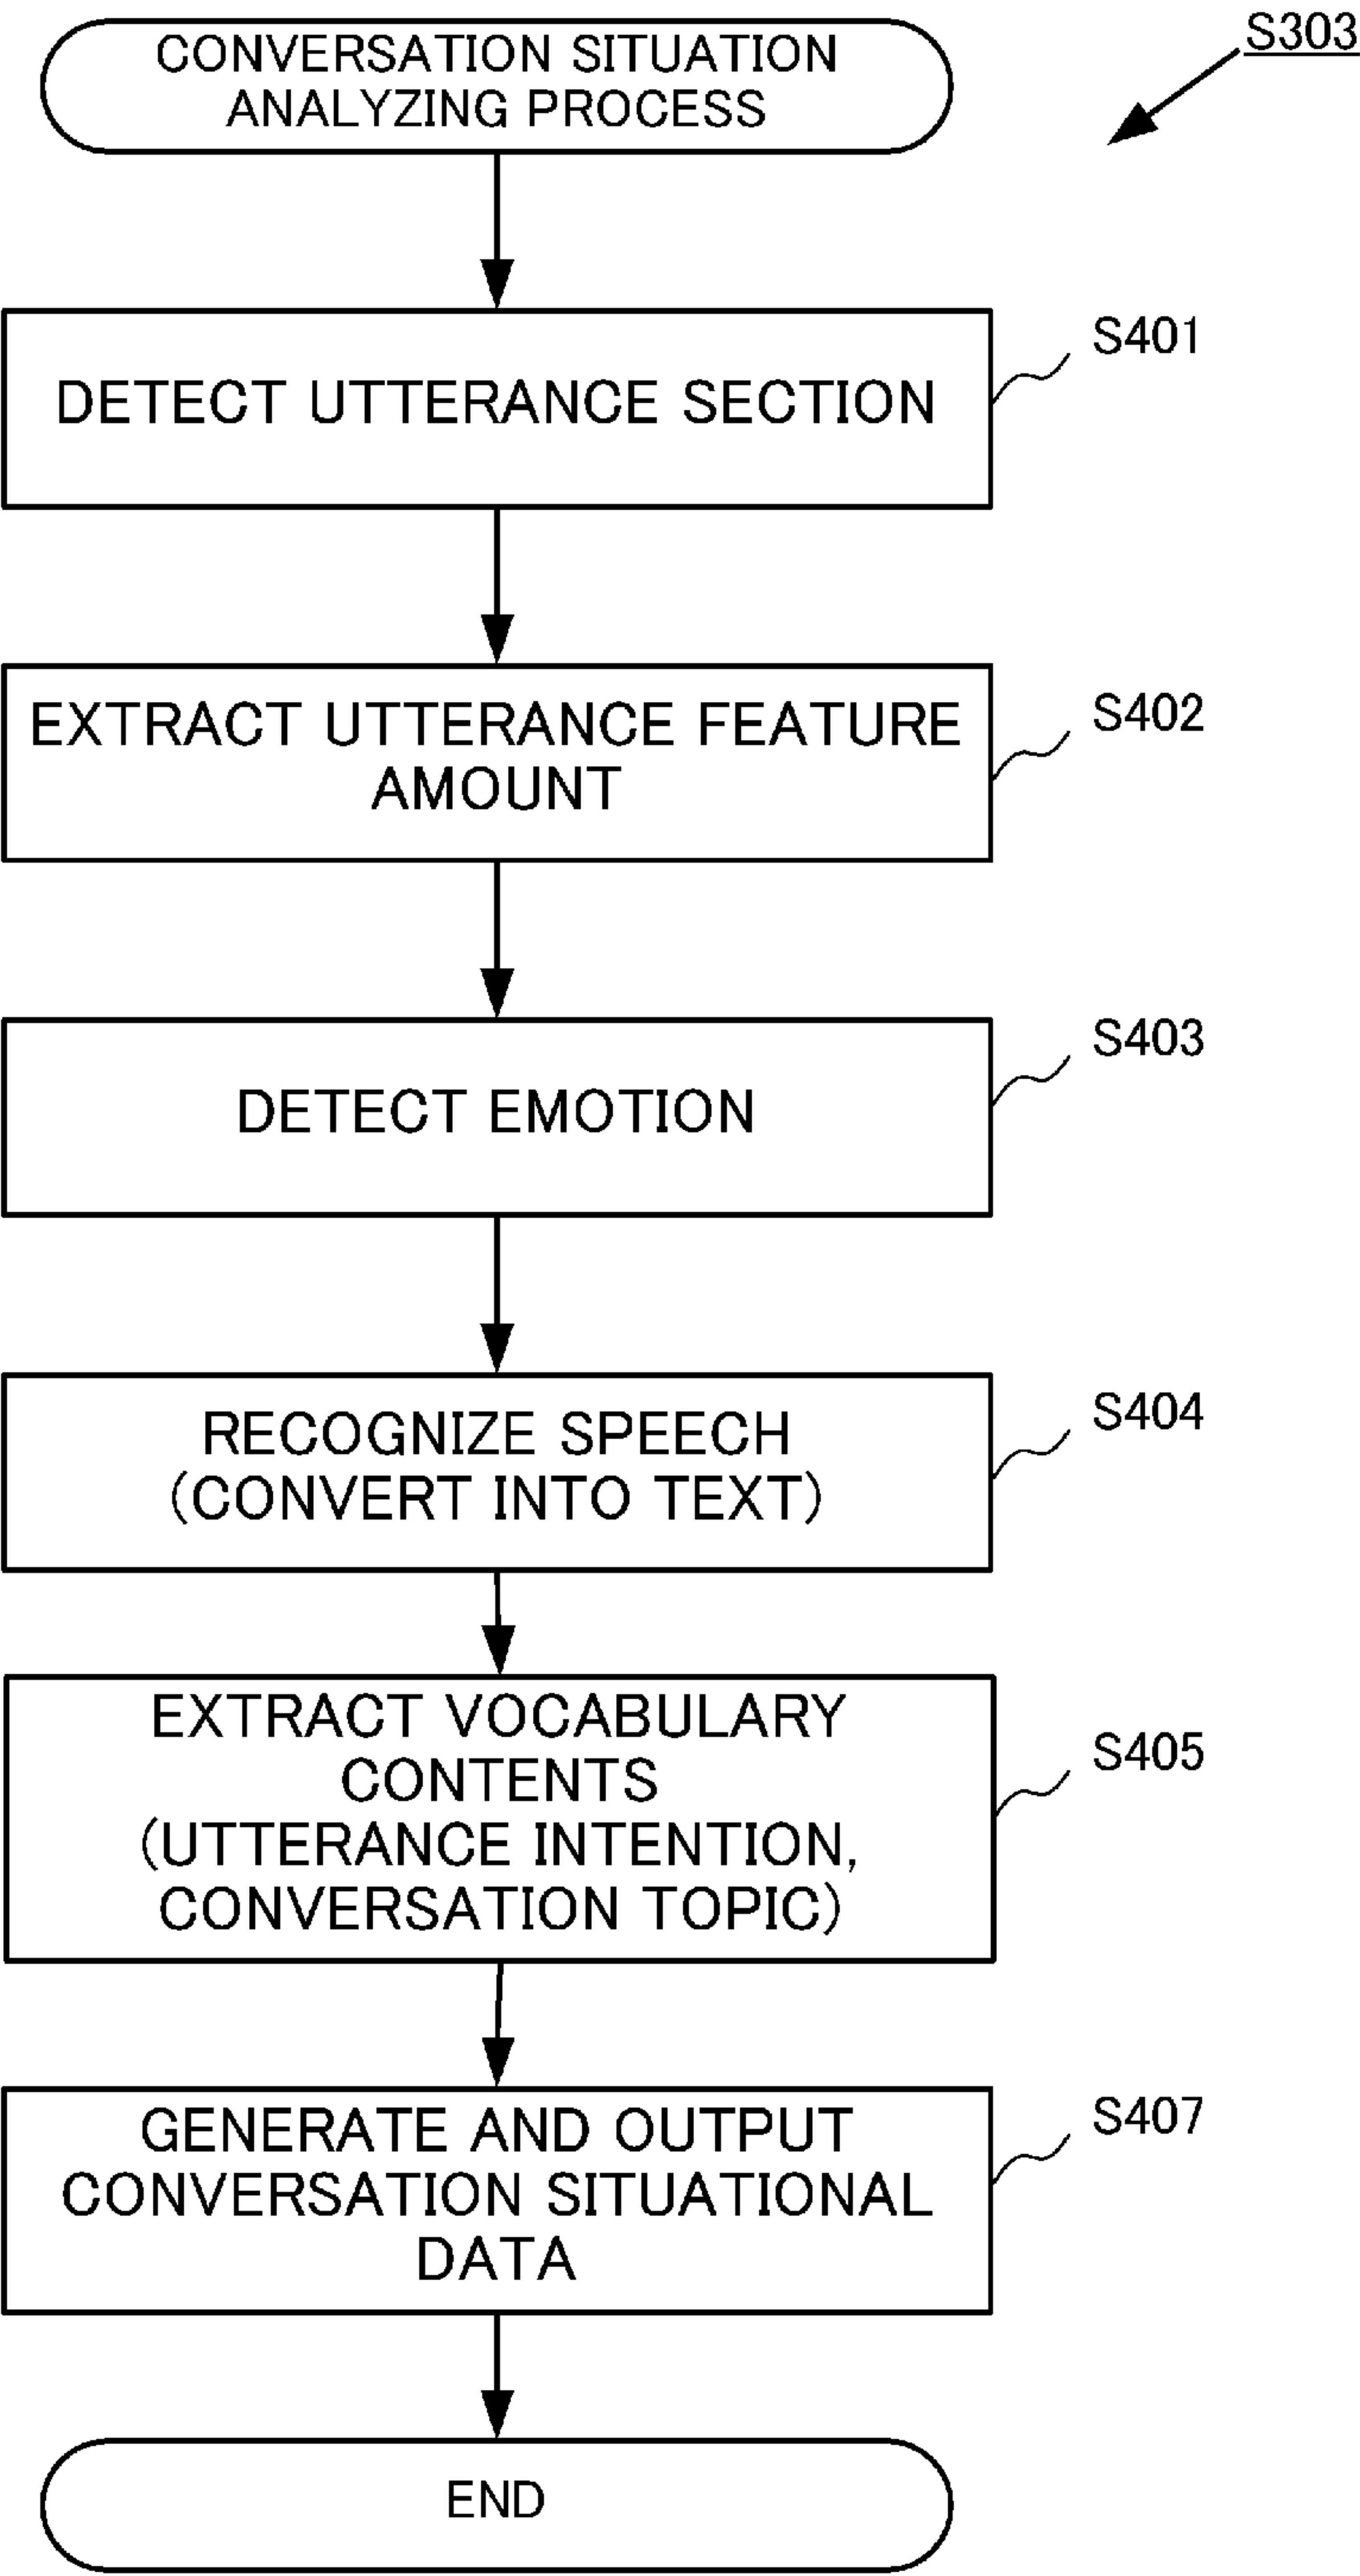 CONVERSATION SITUATION
ANALYZING PROCESS
S303
DETECT UTTERANCE SECTION
S401
EXTRACT UTTERANCE FEATURE
AMOUNT
S402
DETECT EMOTION
S403
RECOGNIZE SPEECH
(CONVERT INTO TEXT)
S404
EXTRACT VOCABULARY
CONTENTS
(UTTERANCE INTENTION,
CONVERSATION TOPIC)
S405
GENERATE AND OUTPUT
CONVERSATION SITUATIONAL
DATA
S407
END